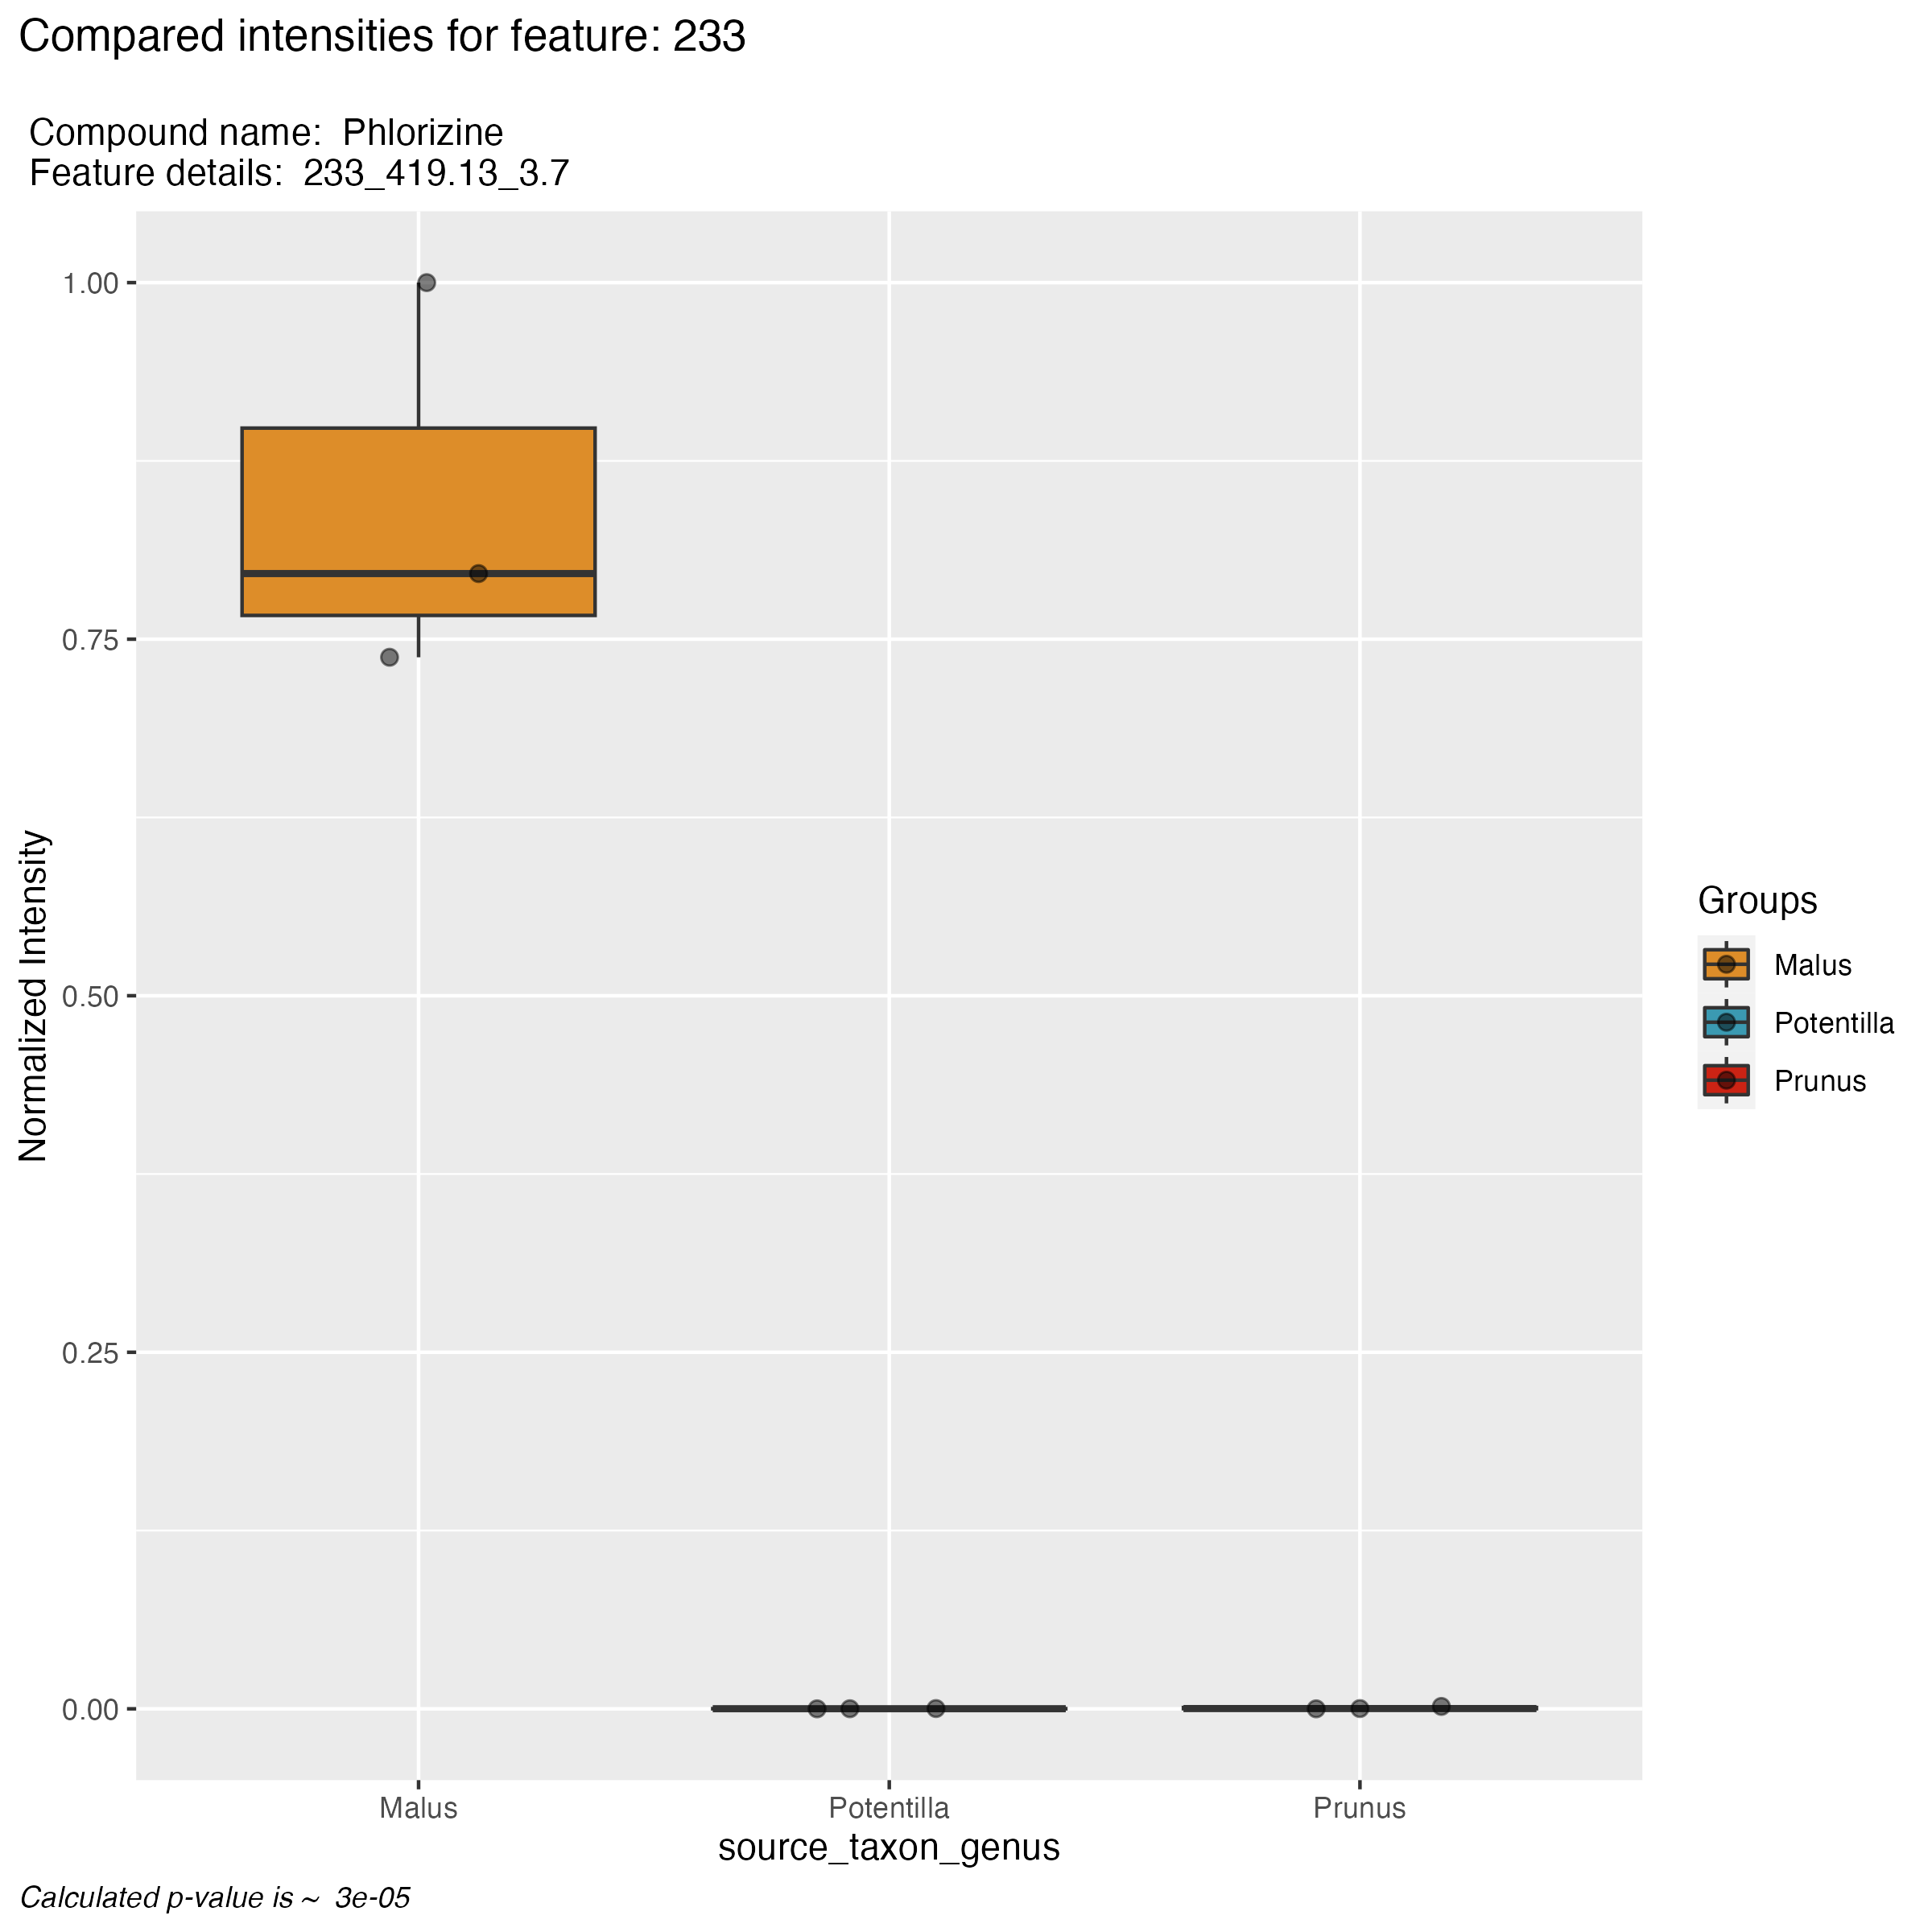 Compared intensities for feature: 233
Compound name:  Phlorizine
Feature details:  233_419.13_3.7
1.00
0.75
0.50
0.25
0.00
Normalized Intensity
Malus
Potentilla
Prunus
source_taxon_genus
Groups
Malus
Potentilla
Prunus
Calculated p-value is ~  3e-05